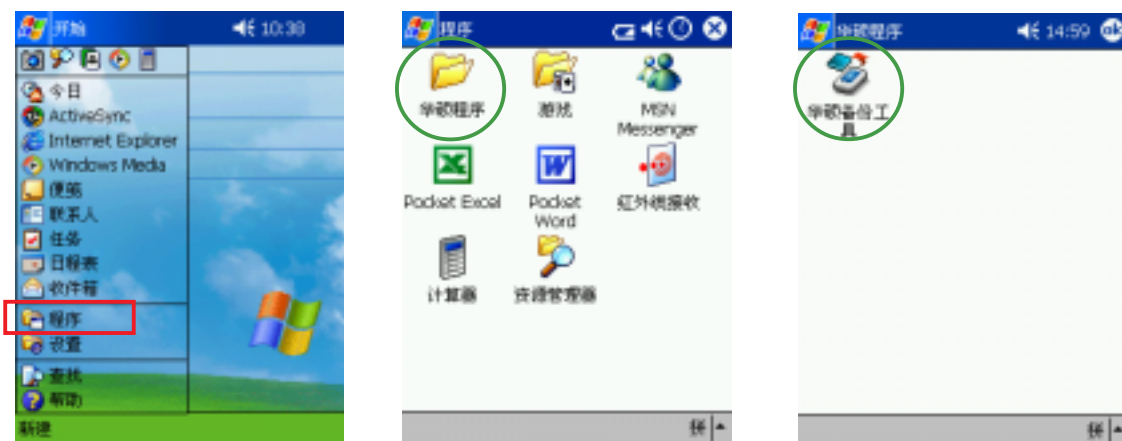 开始
10:38
今日
ActiveSync
Internet Explorer
Windows Media
便笺
联系人
任务
日程表
收件箱
程序
设置
查找
帮助
新建
程序
华硕程序
游戏
MSN
Messenger
Pocket Excel
Pocket
Word
红外线接收
计算器
资源管理器
拼
华硕程序
14:59
ok
华硕备份工
具
拼